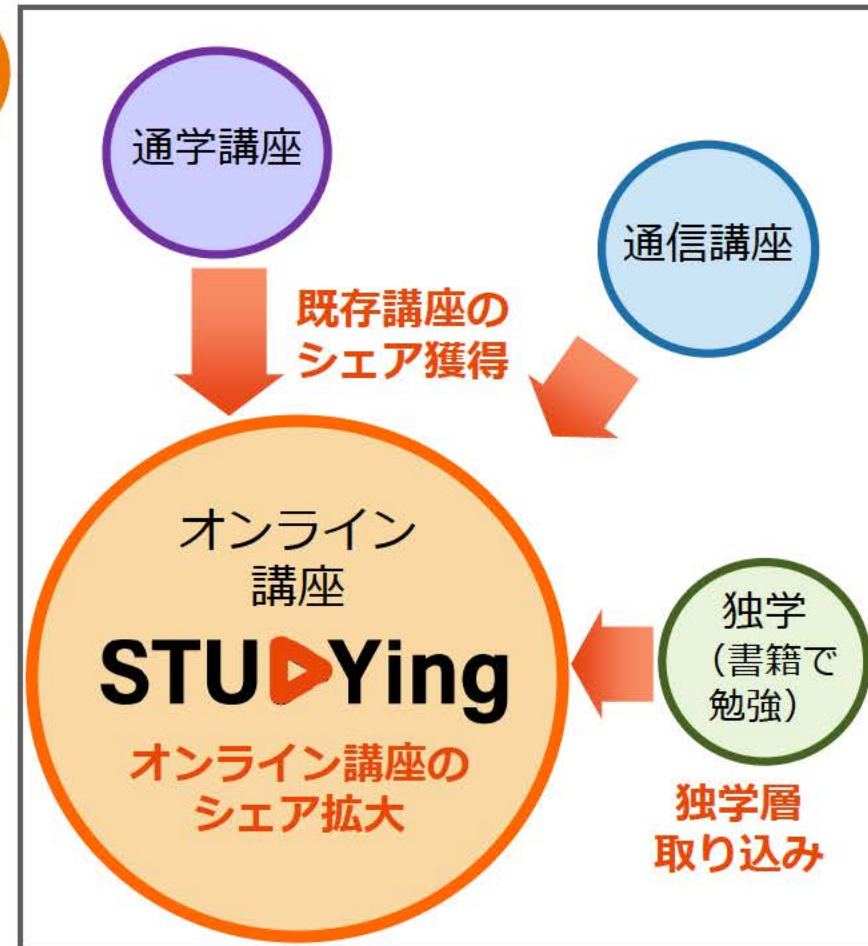 通学講座
通信講座
既存講座の
シェア獲得
オンライン
講座
STUDYing
オンライン講座の
シェア拡大
独学
（書籍で
勉強）
独学層
取り込み